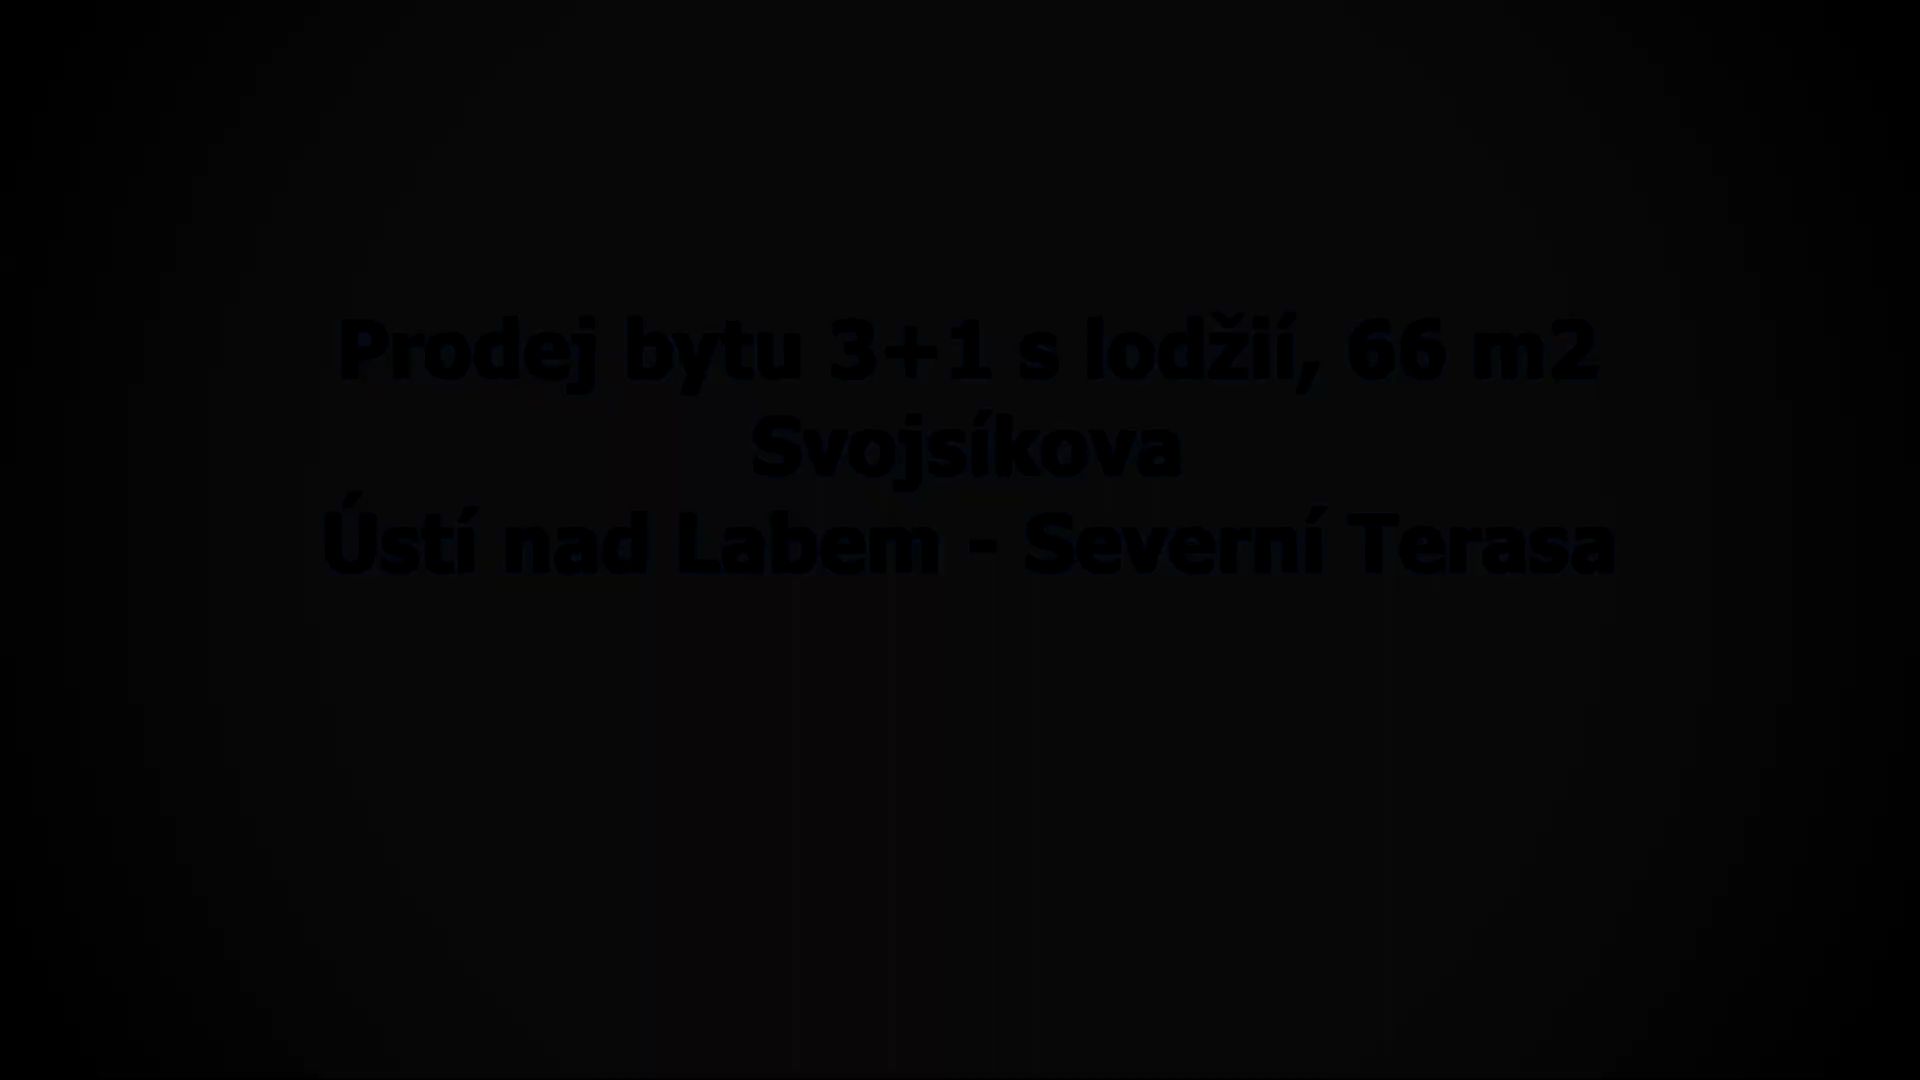 Prodej bytu 3+1 s lodžií, 66 m2
Svojsíkova
Ústí nad Labem - Severní Terasa